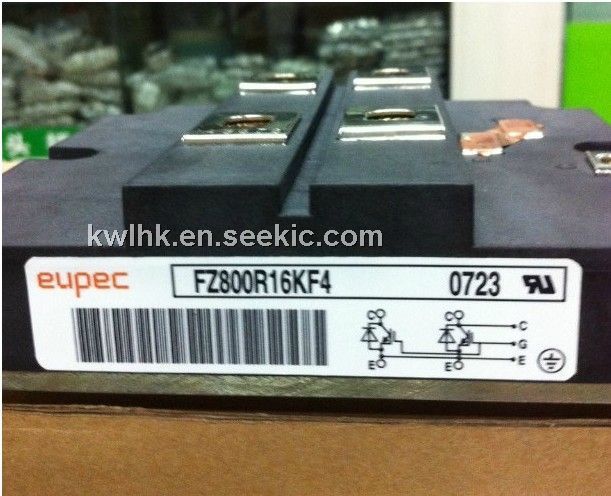 kwlhk.en.seekic.com
eupec FZ800R16KF4 0723
C C C
G
E E E